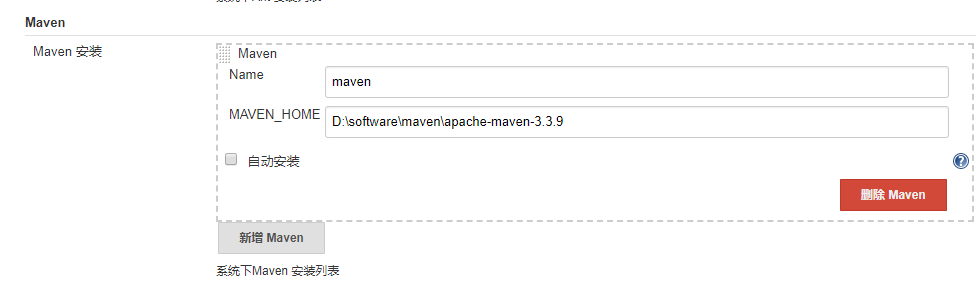 Maven
Maven 安装
Maven
Name
maven
MAVEN_HOME
D:\software\maven\apache-maven-3.3.9
自动安装
?
删除 Maven
新增 Maven
系统下Maven 安装列表